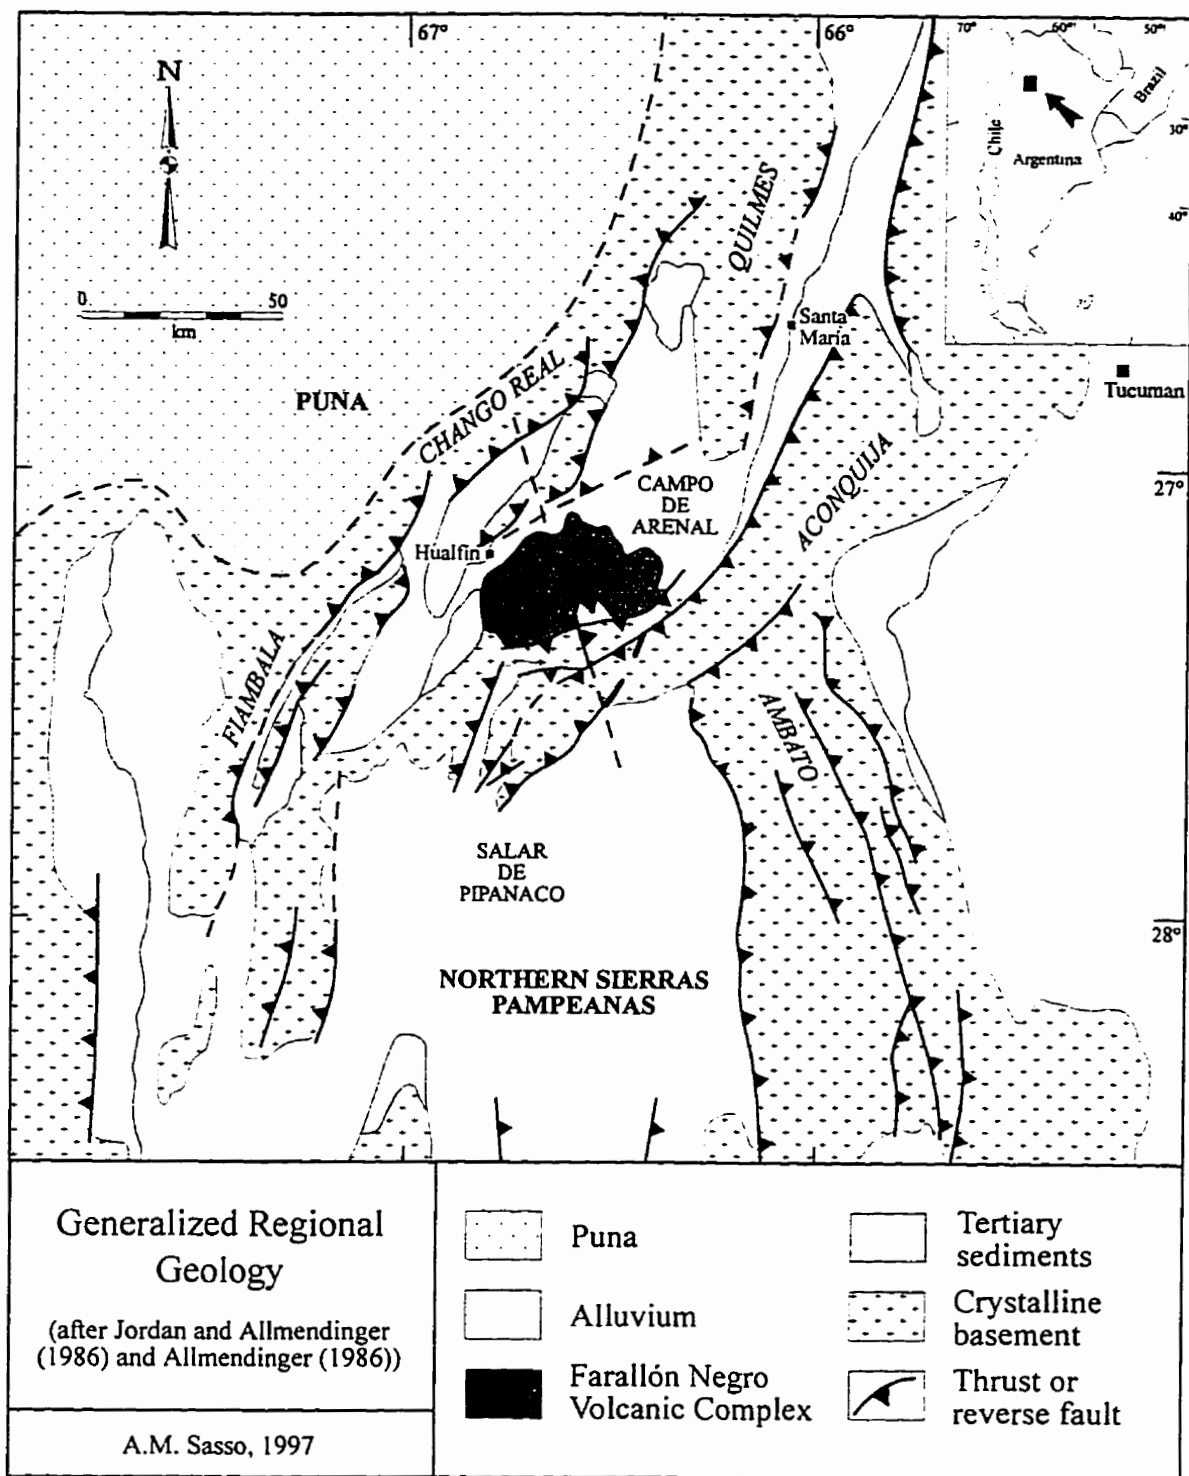 67°
66°
N
0
50
km
70°
60°
50°
Brazil
30°
Chile
Argentina
40°
QUILMES
Santa
María
Tucuman
CHANGO REAL
PUNA
27°
CAMPO
DE
ARENAL
ACONQUIJA
Hualfín
FIAMBALA
AMBATO
SALAR
DE
PIPANACO
28°
NORTHERN SIERRAS
PAMPEANAS
Generalized Regional
Geology
(after Jordan and Allmendinger
(1986) and Allmendinger (1986))
A.M. Sasso, 1997
Puna
Alluvium
Farallón Negro
Volcanic Complex
Tertiary
sediments
Crystalline
basement
Thrust or
reverse fault